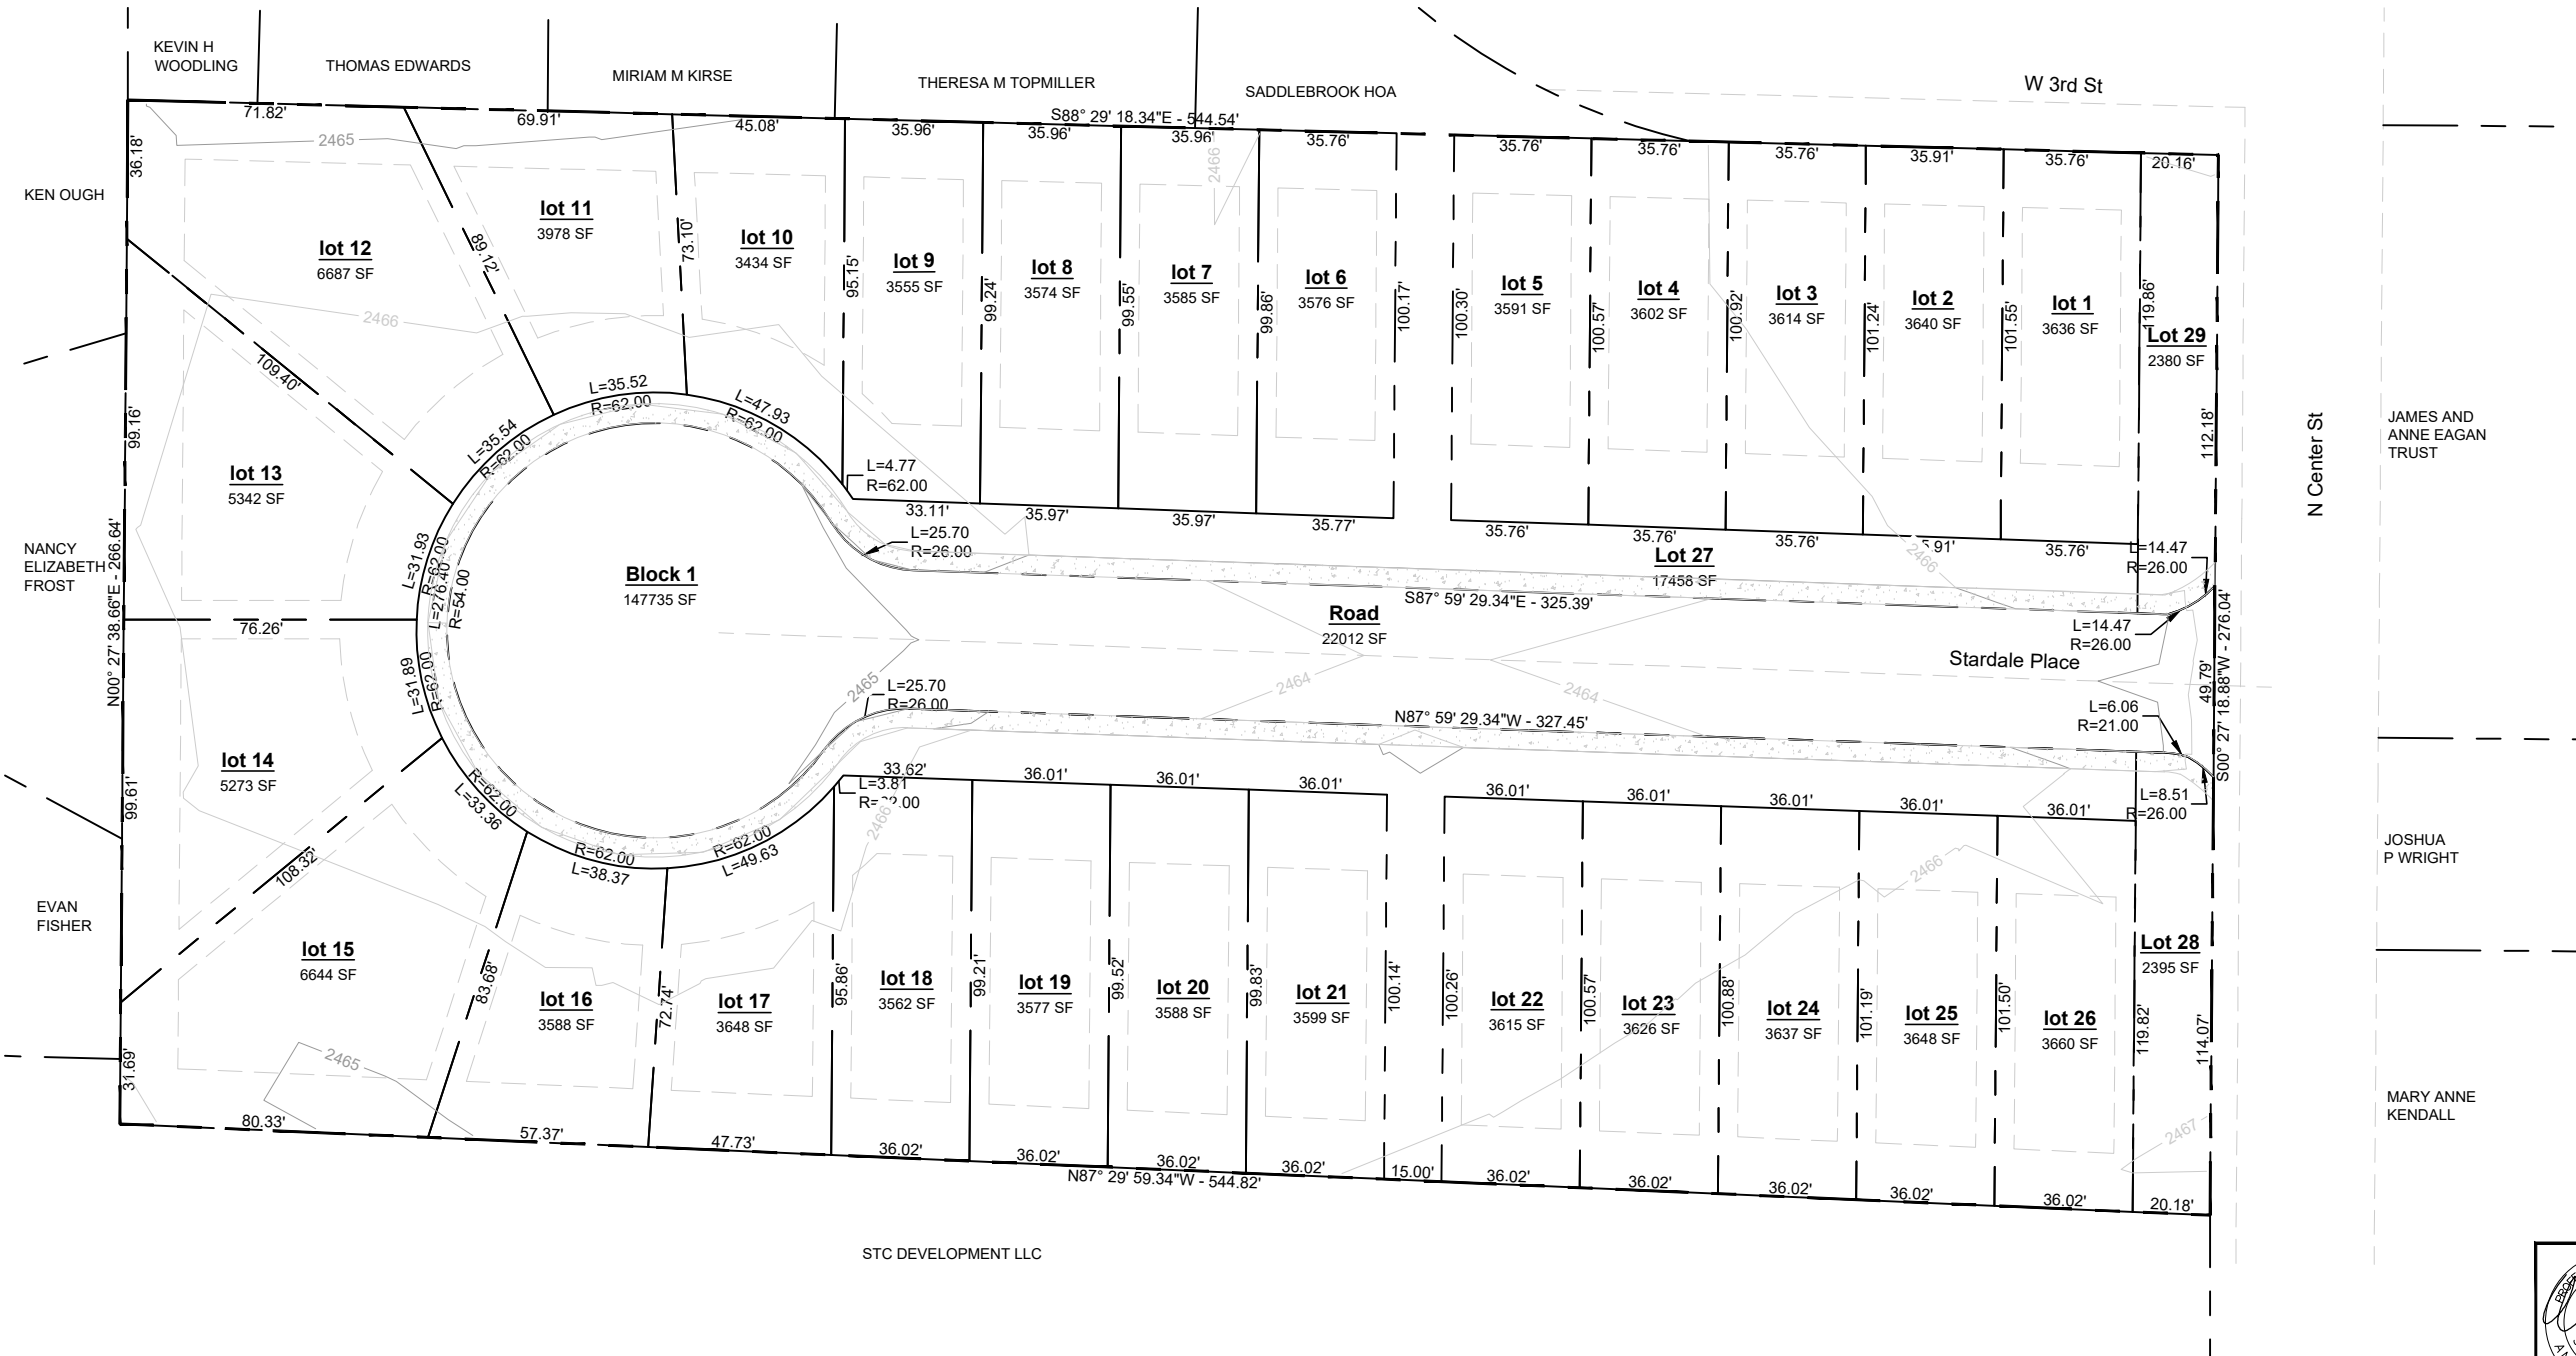 KEVIN H
WOODLING
THOMAS EDWARDS
MIRIAM M KIRSE
THERESA M TOPMILLER
SADDLEBROOK HOA
W 3rd St
71.82'
69.91'
45.08'
35.96'
S88° 29' 18.34"E - 544.54'
35.96'
35.96'
35.76'
35.76'
35.76'
35.76'
35.91'
35.76'
20.16'
2465
2466
36.18'
KEN OUGH
lot 12
6687 SF
lot 11
3978 SF
lot 10
3434 SF
lot 9
3555 SF
lot 8
3574 SF
lot 7
3585 SF
lot 6
3576 SF
lot 5
3591 SF
lot 4
3602 SF
lot 3
3614 SF
lot 2
3640 SF
lot 1
3636 SF
Lot 29
2380 SF
89.12'
73.10'
95.15'
99.24'
99.55'
99.86'
100.17'
100.30'
100.57'
100.92'
101.24'
101.55'
119.86'
112.18'
2466
109.40'
99.16'
L=35.54
R=62.00
L=35.52
R=62.00
L=47.93
R=62.00
L=4.77
R=62.00
N Center St
JAMES AND
ANNE EAGAN
TRUST
lot 13
5342 SF
33.11'
35.97'
35.97'
35.77'
35.76'
35.76'
35.76'
5.91'
35.76'
L=25.70
R=26.00
Lot 27
17458 SF
2466
L=14.47
R=26.00
NANCY
ELIZABETH
FROST
N00° 27' 38.66"E - 266.64'
L=31.93
R=62.00
L=276.40
R=54.00
Block 1
147735 SF
S87° 59' 29.34"E - 325.39'
Road
22012 SF
L=14.47
R=26.00
Stardale Place
76.26'
L=31.89
R=62.00
2465
L=25.70
R=26.00
2464
2464
N87° 59' 29.34"W - 327.45'
L=6.06
R=21.00
49.79'
S00° 27' 18.88"W - 276.04'
lot 14
5273 SF
99.61'
R=62.00
L=33.36
33.62'
L=3.81
36.01'
36.01'
36.01'
36.01'
36.01'
36.01'
36.01'
36.01'
L=8.51
R=26.00
2466
R=62.00
L=38.37
R=62.00
L=49.63
108.32'
2466
JOSHUA
P WRIGHT
EVAN
FISHER
lot 15
6644 SF
83.68'
lot 16
3588 SF
72.74'
lot 17
3648 SF
95.86'
lot 18
3562 SF
99.21'
lot 19
3577 SF
99.52'
lot 20
3588 SF
99.83'
lot 21
3599 SF
100.14'
100.26'
lot 22
3615 SF
100.57'
lot 23
3626 SF
100.88'
lot 24
3637 SF
101.19'
lot 25
3648 SF
101.50'
lot 26
3660 SF
119.82'
Lot 28
2395 SF
114.07'
31.69'
2465
2467
MARY ANNE
KENDALL
80.33'
57.37'
47.73'
36.02'
36.02'
36.02'
36.02'
15.00'
36.02'
36.02'
36.02'
36.02'
36.02'
20.18'
N87° 29' 59.34"W - 544.82'
STC DEVELOPMENT LLC